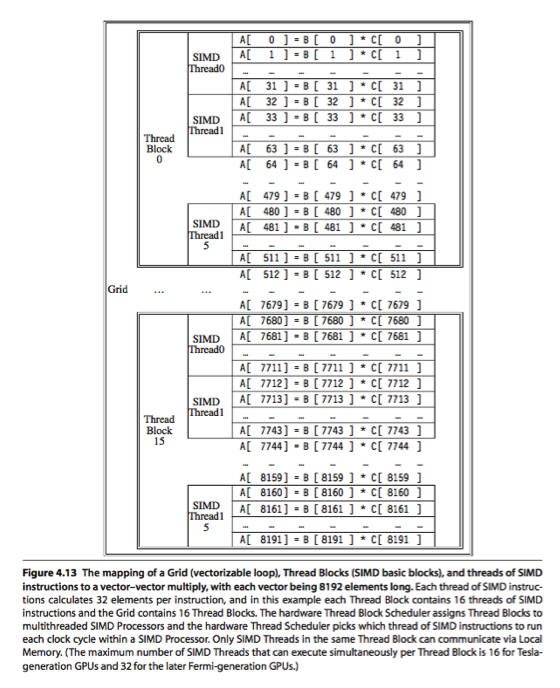 A[ 0 ] = B [ 0 ] * C[ 0 ]
SIMD Thread0 A[ 1 ] = B [ 1 ] * C[ 1 ]
... ... ... ... ... ...
A[ 31 ] = B [ 31 ] * C[ 31 ]
A[ 32 ] = B [ 32 ] * C[ 32 ]
SIMD Thread1 A[ 33 ] = B [ 33 ] * C[ 33 ]
Thread Block 0 ... ... ... ... ... ...
A[ 63 ] = B [ 63 ] * C[ 63 ]
A[ 64 ] = B [ 64 ] * C[ 64 ]
... ... ... ... ... ...
A[ 479 ] = B [ 479 ] * C[ 479 ]
A[ 480 ] = B [ 480 ] * C[ 480 ]
SIMD Thread1 5 A[ 481 ] = B [ 481 ] * C[ 481 ]
... ... ... ... ... ...
A[ 511 ] = B [ 511 ] * C[ 511 ]
A[ 512 ] = B [ 512 ] * C[ 512 ]
Grid ... ... ... ... ... ... ... ...
A[ 7679] = B [ 7679 ] * C[ 7679 ]
A[ 7680] = B [ 7680 ] * C[ 7680 ]
SIMD Thread0 A[ 7681] = B [ 7681 ] * C[ 7681 ]
... ... ... ... ... ...
A[ 7711] = B [ 7711 ] * C[ 7711 ]
A[ 7712] = B [ 7712 ] * C[ 7712 ]
SIMD Thread1 A[ 7713] = B [ 7713 ] * C[ 7713 ]
Thread Block 15 ... ... ... ... ... ...
A[ 7743] = B [ 7743 ] * C[ 7743 ]
A[ 7744] = B [ 7744 ] * C[ 7744 ]
... ... ... ... ... ...
A[ 8159] = B [ 8159 ] * C[ 8159 ]
A[ 8160] = B [ 8160 ] * C[ 8160 ]
SIMD Thread1 5 A[ 8161] = B [ 8161 ] * C[ 8161 ]
... ... ... ... ... ...
A[ 8191] = B [ 8191 ] * C[ 8191 ]
Figure 4.13 The mapping of a Grid (vectorizable loop), Thread Blocks (SIMD basic blocks), and threads of SIMD
instructions to a vector–vector multiply, with each vector being 8192 elements long. Each thread of SIMD instruc-
tions calculates 32 elements per instruction, and in this example each Thread Block contains 16 threads of SIMD
instructions and the Grid contains 16 Thread Blocks. The hardware Thread Block Scheduler assigns Thread Blocks to
multithreaded SIMD Processors and the hardware Thread Scheduler picks which thread of SIMD instructions to run
each clock cycle within a SIMD Processor. Only SIMD Threads in the same Thread Block can communicate via Local
Memory. (The maximum number of SIMD Threads that can execute simultaneously per Thread Block is 16 for Tesla-
generation GPUs and 32 for the later Fermi-generation GPUs.)